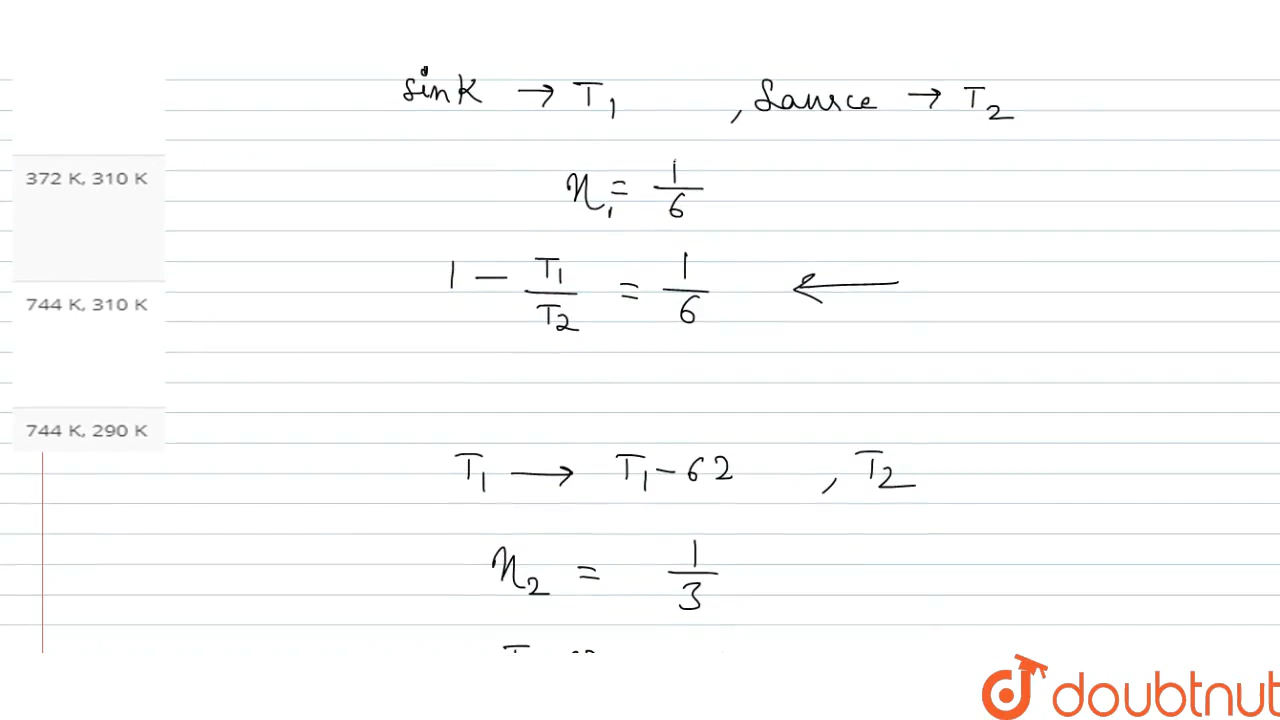 sink → T1 , Source → T2
372 K, 310 K
η1 = 1/6
1 − T1/T2 = 1/6 ←
744 K, 310 K
744 K, 290 K
T1 → T1 − 62 , T2
η2 = 1/3
doubtnut